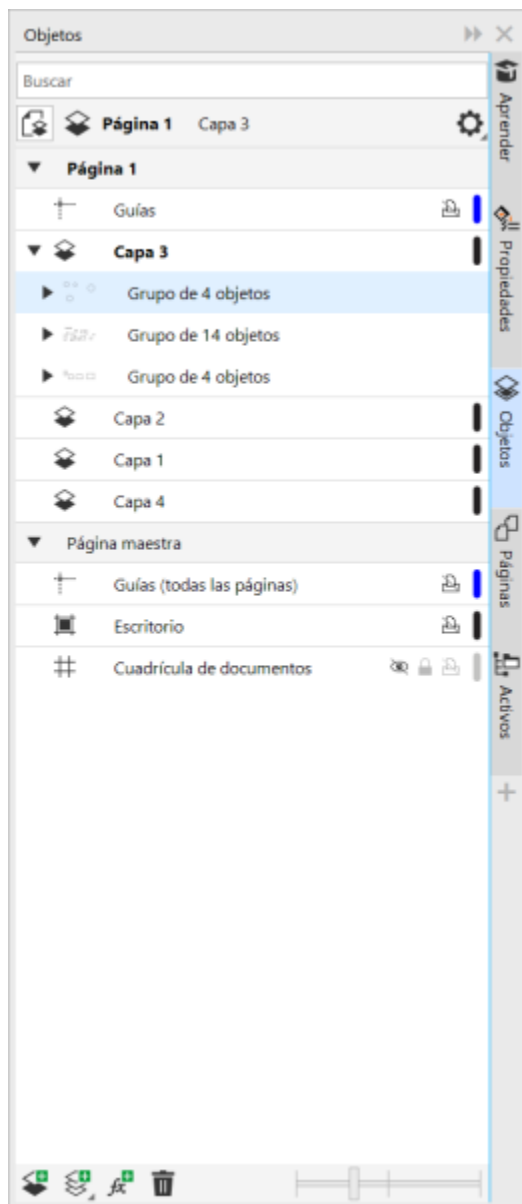 Objetos
Buscar
Página 1 Capa 3
Página 1
Guías
Capa 3
Grupo de 4 objetos
Grupo de 14 objetos
Grupo de 4 objetos
Capa 2
Capa 1
Capa 4
Página maestra
Guías (todas las páginas)
Escritorio
Cuadrícula de documentos
Aprender
Propiedades
Objetos
Páginas
Activos